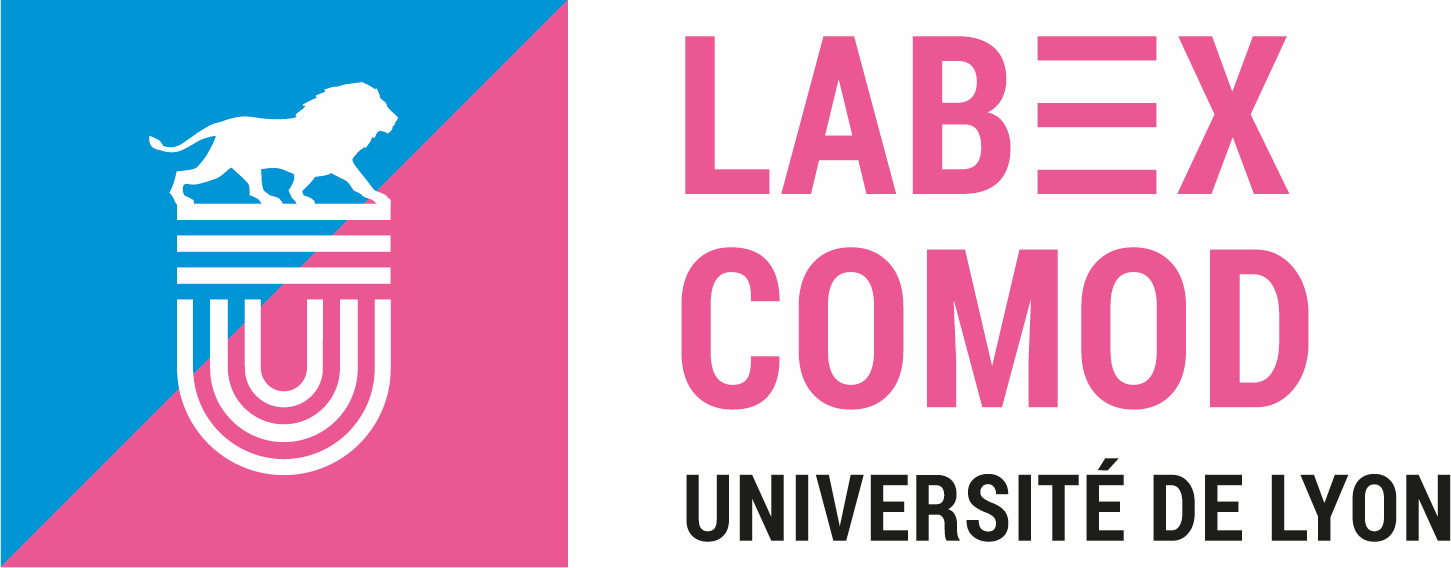 LABEX
COMOD
UNIVERSITÉ DE LYON